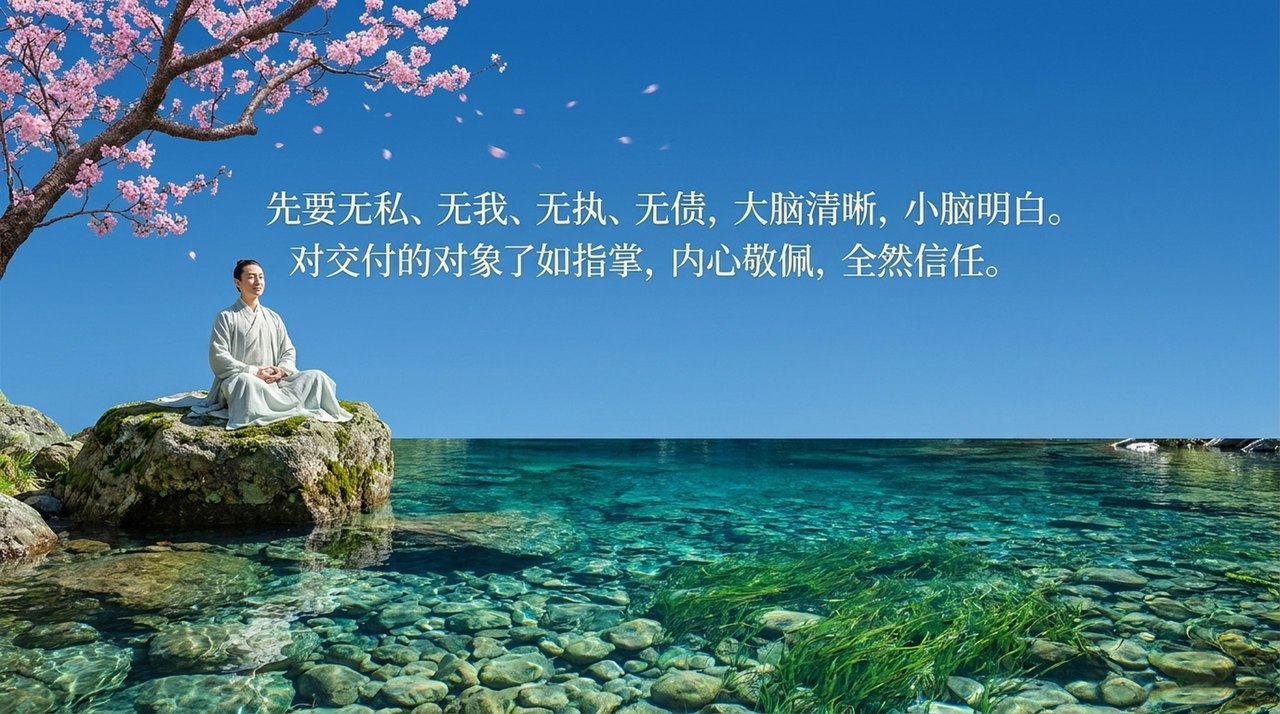 先要无私、无我、无执、无债，大脑清晰，小脑明白。
对交付的对象了如指掌，内心敬佩，全然信任。